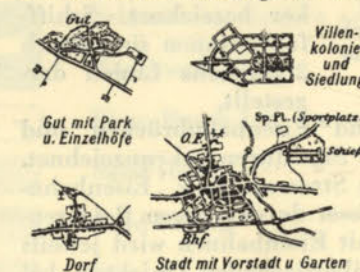 Gut
Villen-
kolonie
und
Siedlung
Gut mit Park
u. Einzelhöfe
Sp.Pl. (Sportplatz
Schieß
Dorf
Bhf
Stadt mit Vorstadt u Garten